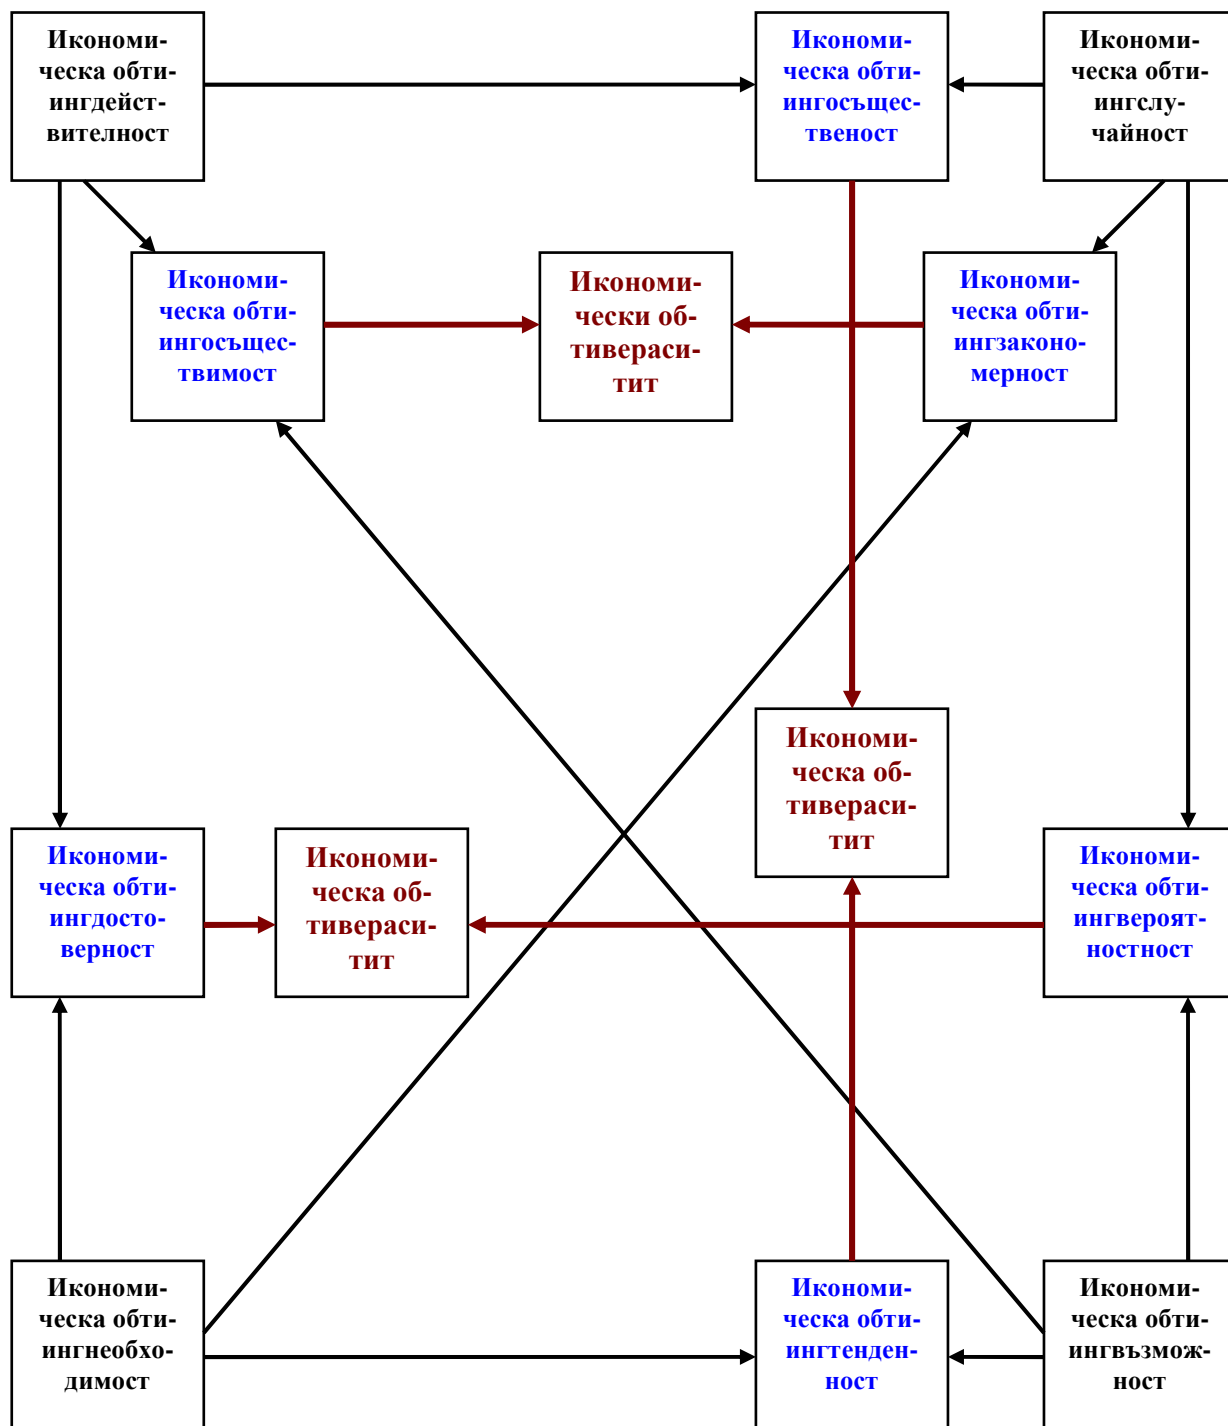 Икономи-
ческа обти-
ингдейст-
вителност
Икономи-
ческа обти-
ингосъщес-
твеност
Икономи-
ческа обти-
ингслу-
чайност
Икономи-
ческа обти-
ингосъщес-
твимост
Икономи-
чески об-
тивераси-
тит
Икономи-
ческа обти-
ингзаконо-
мерност
Икономи-
ческа об-
тивераси-
тит
Икономи-
ческа обти-
ингдосто-
верност
Икономи-
ческа об-
тивераси-
тит
Икономи-
ческа обти-
ингвероят-
ностност
Икономи-
ческа обти-
ингнеобхо-
димост
Икономи-
ческа обти-
ингтенден-
ност
Икономи-
ческа обти-
ингвъзмож-
ност